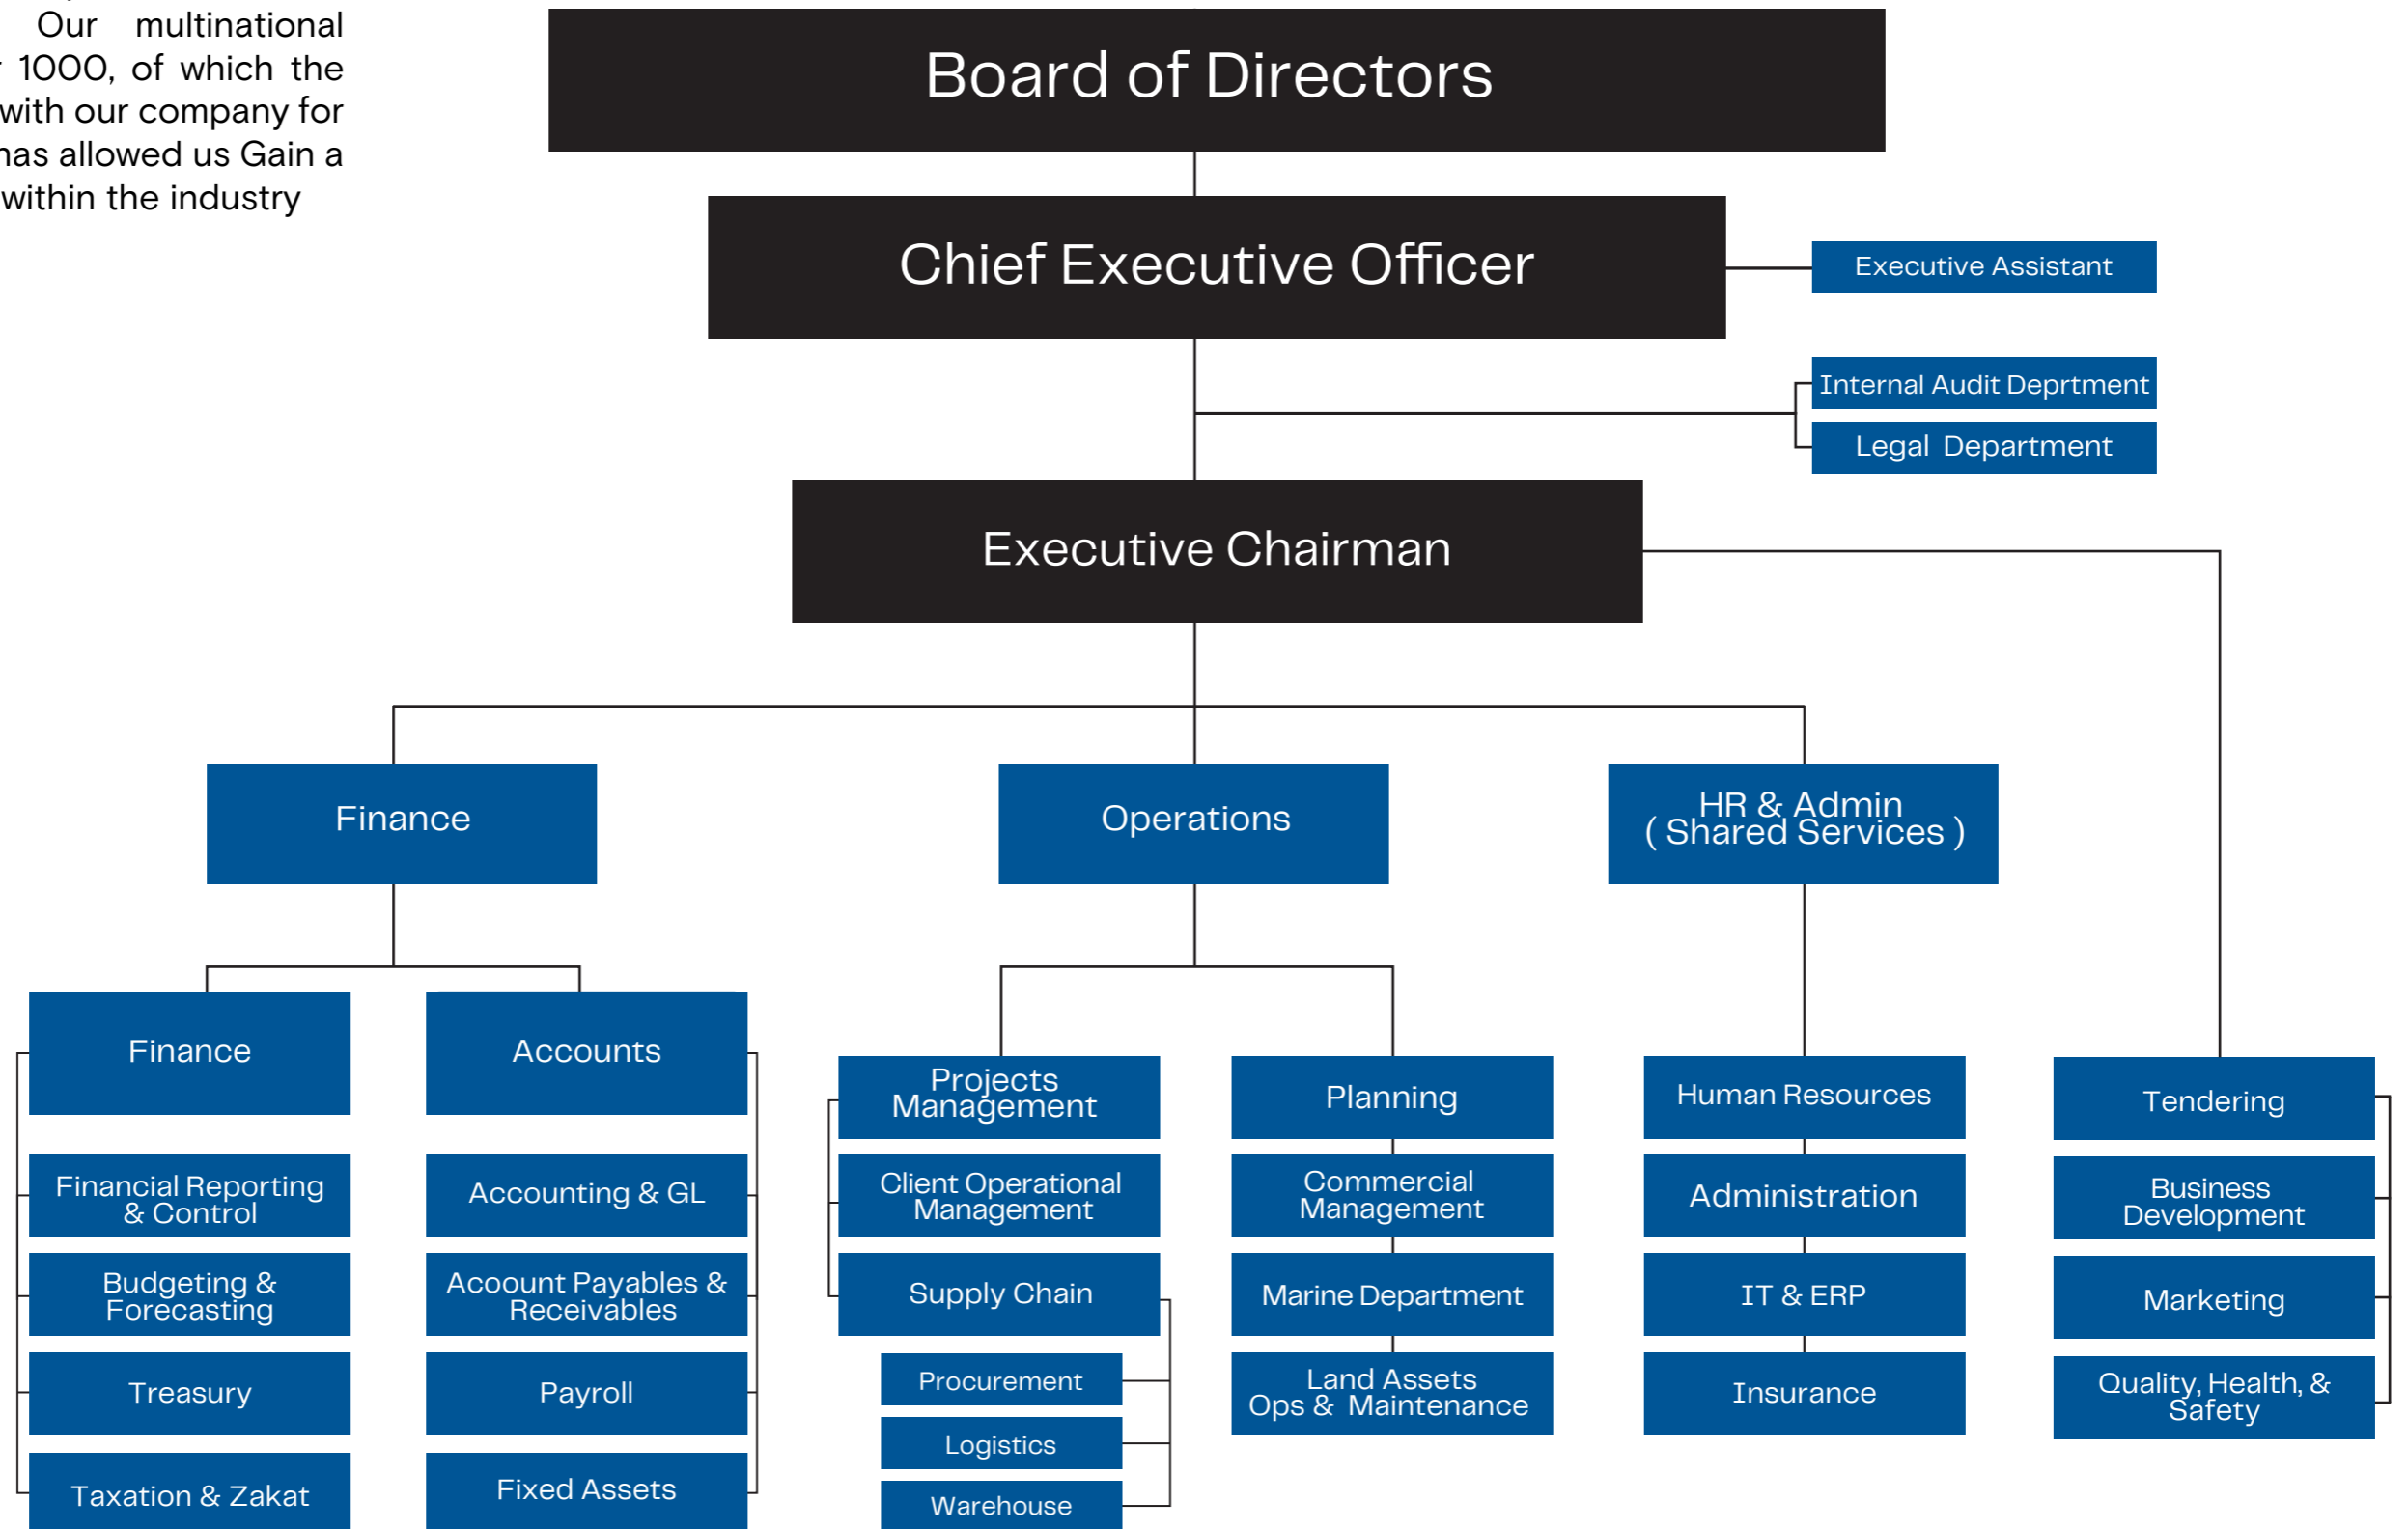 Our multinational
1000, of which the
with our company for
has allowed us Gain a
within the industry
Board of Directors
Chief Executive Officer
Executive Assistant
Internal Audit Deprtment
Legal Department
Executive Chairman
Finance
Operations
HR & Admin
( Shared Services )
Finance
Financial Reporting
& Control
Budgeting &
Forecasting
Treasury
Taxation & Zakat
Accounts
Accounting & GL
Acoount Payables &
Receivables
Payroll
Fixed Assets
Projects
Management
Client Operational
Management
Supply Chain
Procurement
Logistics
Warehouse
Planning
Commercial
Management
Marine Department
Land Assets
Ops & Maintenance
Human Resources
Administration
IT & ERP
Insurance
Tendering
Business
Development
Marketing
Quality, Health, &
Safety